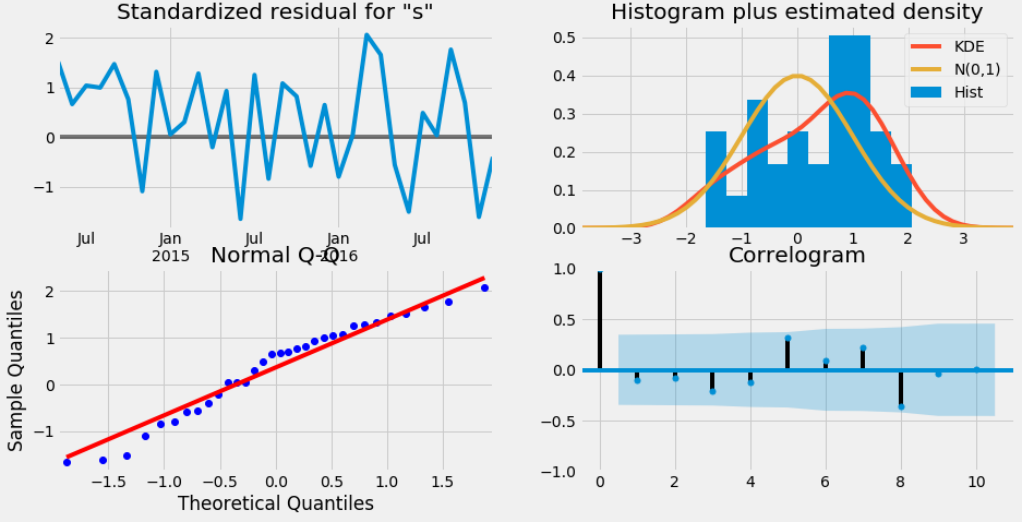 Standardized residual for "s"
2
1
0
−1
Jul
Jan
2015
Jul
Jan
2016
Jul
Histogram plus estimated density
0.5
0.4
0.3
0.2
0.1
0.0
KDE
N(0,1)
Hist
−3
−2
−1
0
1
2
3
Normal Q-Q
Sample Quantiles
2
1
0
−1
−1.5
−1.0
−0.5
0.0
0.5
1.0
1.5
Theoretical Quantiles
Correlogram
1.0
0.5
0.0
−0.5
−1.0
0
2
4
6
8
10